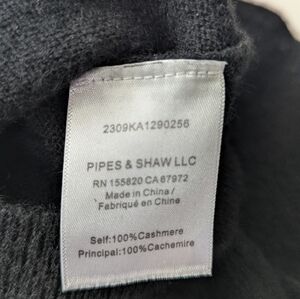 2309KA1290256
PIPES & SHAW LLC
RN 155820 CA 67972
Made in China /
Fabriqué en Chine
Self:100%Cashmere
Principal:100%Cachemire